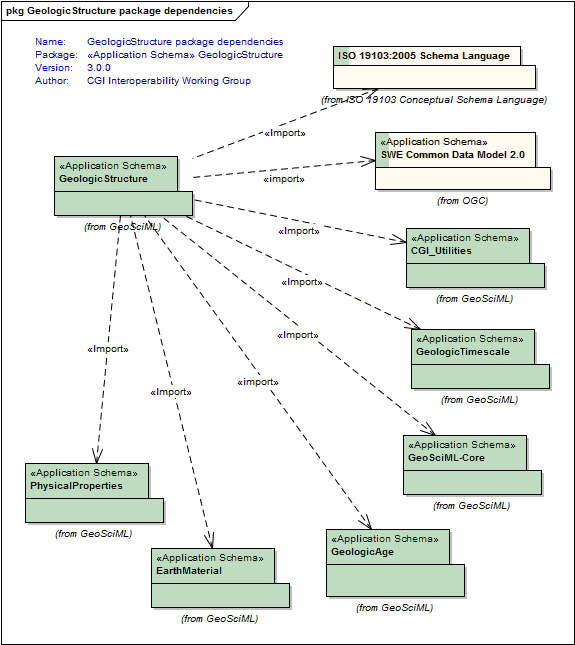 pkg GeologicStructure package dependencies
Name: GeologicStructure package dependencies
Package: «Application Schema» GeologicStructure
Version: 3.0.0
Author: CGI Interoperability Working Group
ISO 19103:2005 Schema Language
(from ISO 19103 Conceptual Schema Language)
«Import»
«Application Schema»
SWE Common Data Model 2.0
(from OGC)
«import»
«Application Schema»
GeologicStructure
(from GeoSciML)
«Import»
«Application Schema»
CGI_Utilities
(from GeoSciML)
«Import»
«Application Schema»
GeologicTimescale
(from GeoSciML)
«Import»
«Import»
«import»
«Import»
«Application Schema»
GeoSciML-Core
(from GeoSciML)
«Application Schema»
PhysicalProperties
(from GeoSciML)
«Application Schema»
GeologicAge
(from GeoSciML)
«Application Schema»
EarthMaterial
(from GeoSciML)